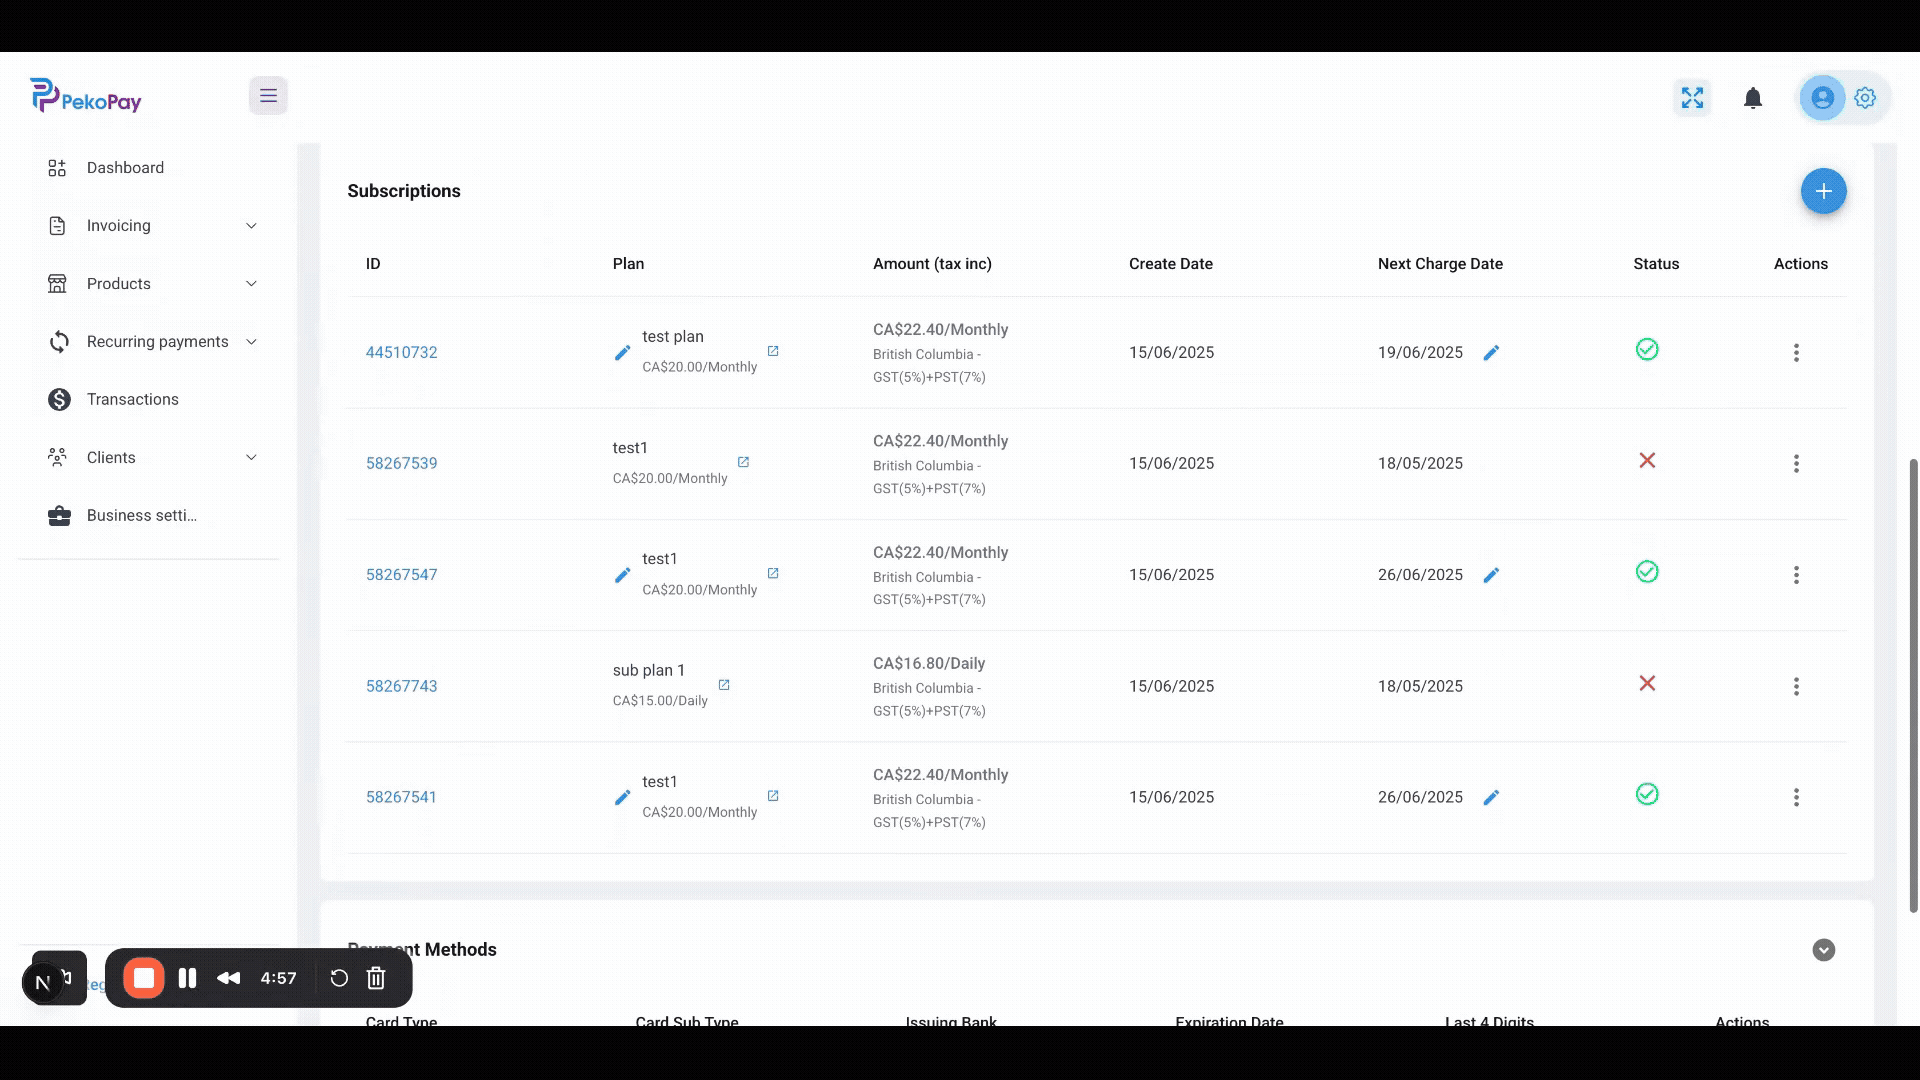 PekoPay
Dashboard
Invoicing
Products
Recurring payments
Transactions
Clients
Business setti...
Subscriptions
ID Plan Amount (tax inc) Create Date Next Charge Date Status Actions
44510732 test plan CA$20.00/Monthly CA$22.40/Monthly 15/06/2025 19/06/2025
British Columbia -
GST(5%)+PST(7%)
58267539 test1 CA$20.00/Monthly CA$22.40/Monthly 15/06/2025 18/05/2025
British Columbia -
GST(5%)+PST(7%)
58267547 test1 CA$20.00/Monthly CA$22.40/Monthly 15/06/2025 26/06/2025
British Columbia -
GST(5%)+PST(7%)
58267743 sub plan 1 CA$15.00/Daily CA$16.80/Daily 15/06/2025 18/05/2025
British Columbia -
GST(5%)+PST(7%)
58267541 test1 CA$20.00/Monthly CA$22.40/Monthly 15/06/2025 26/06/2025
British Columbia -
GST(5%)+PST(7%)
Payment Methods
N
4:57
Card Type Card Sub Type Issuing Bank Expiration Date Last 4 Digits Actions